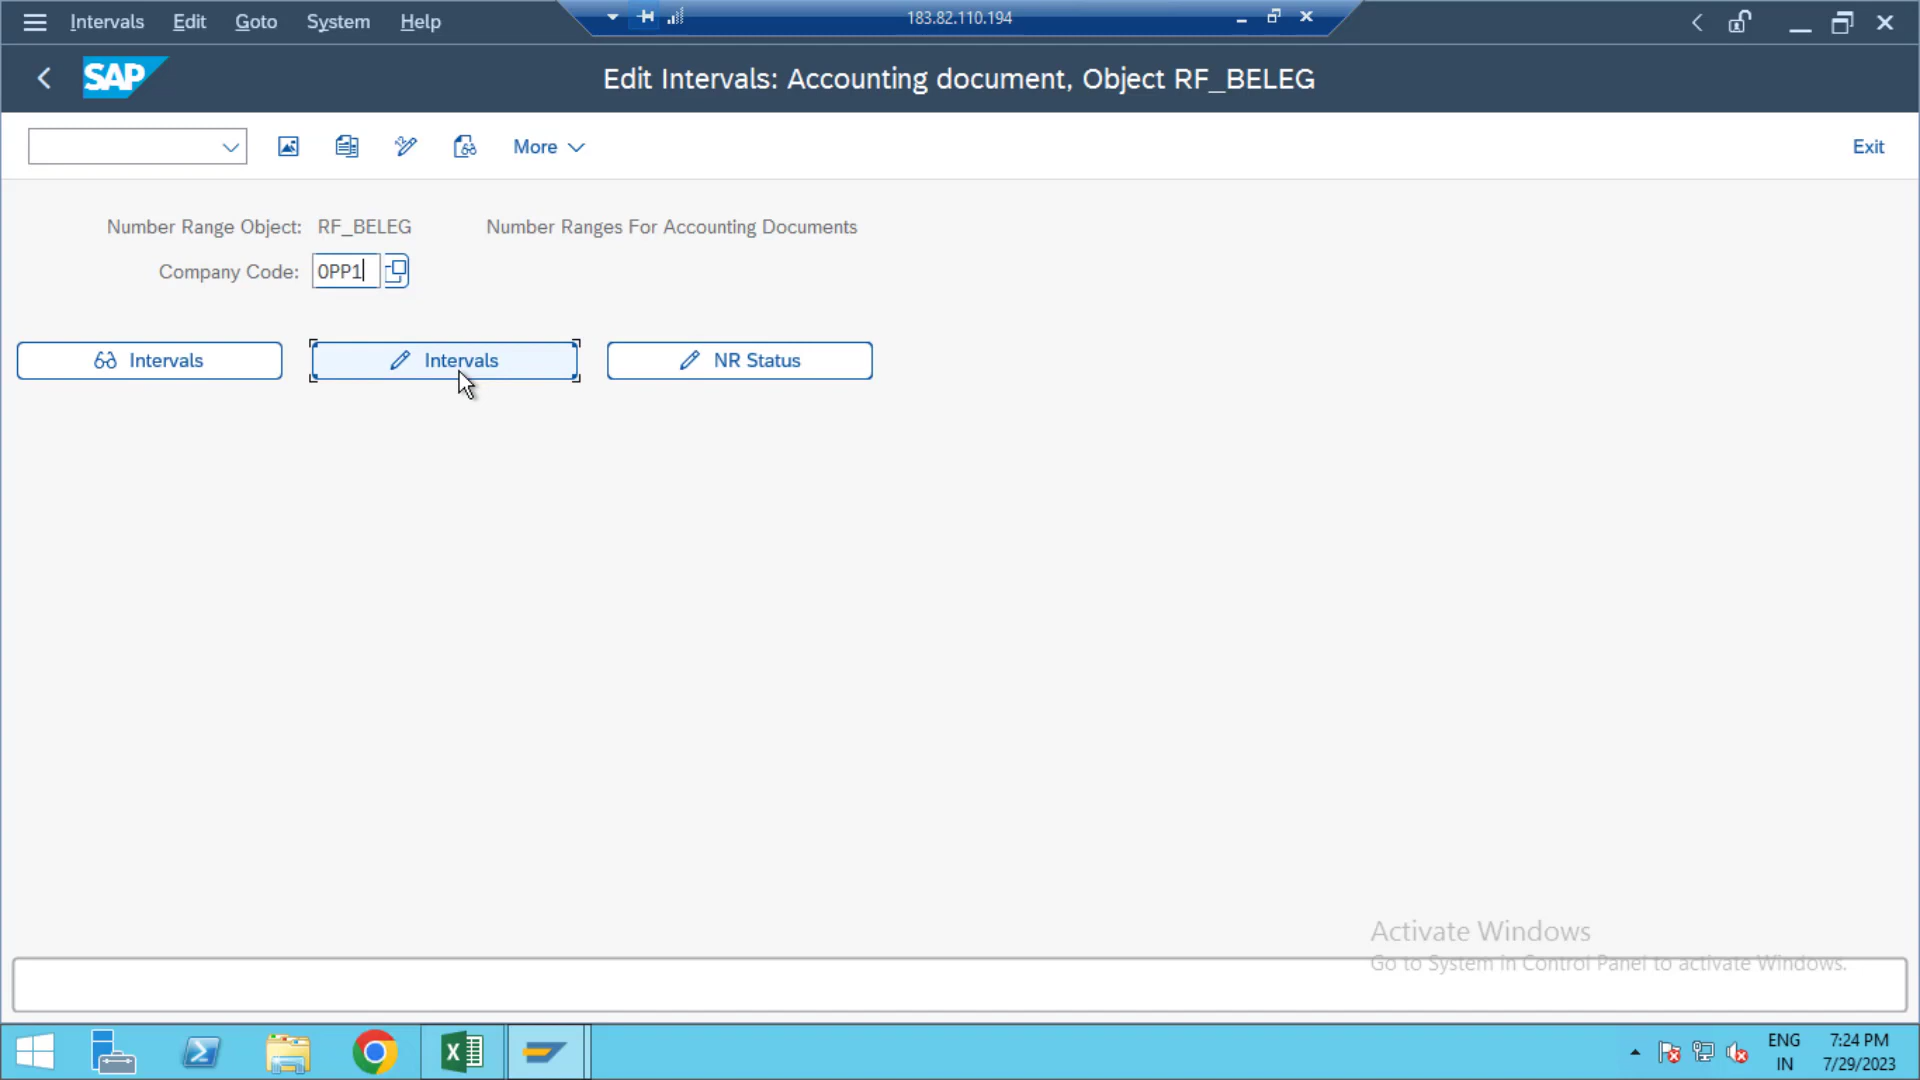 Intervals Edit Goto System Help
183.82.110.194
SAP
Edit Intervals: Accounting document, Object RF_BELEG
More
Exit
Number Range Object: RF_BELEG Number Ranges For Accounting Documents
Company Code: OPP1
Intervals
Intervals
NR Status
Activate Windows
Go to System in Control Panel to activate Windows.
ENG
IN
7:24 PM
7/29/2023